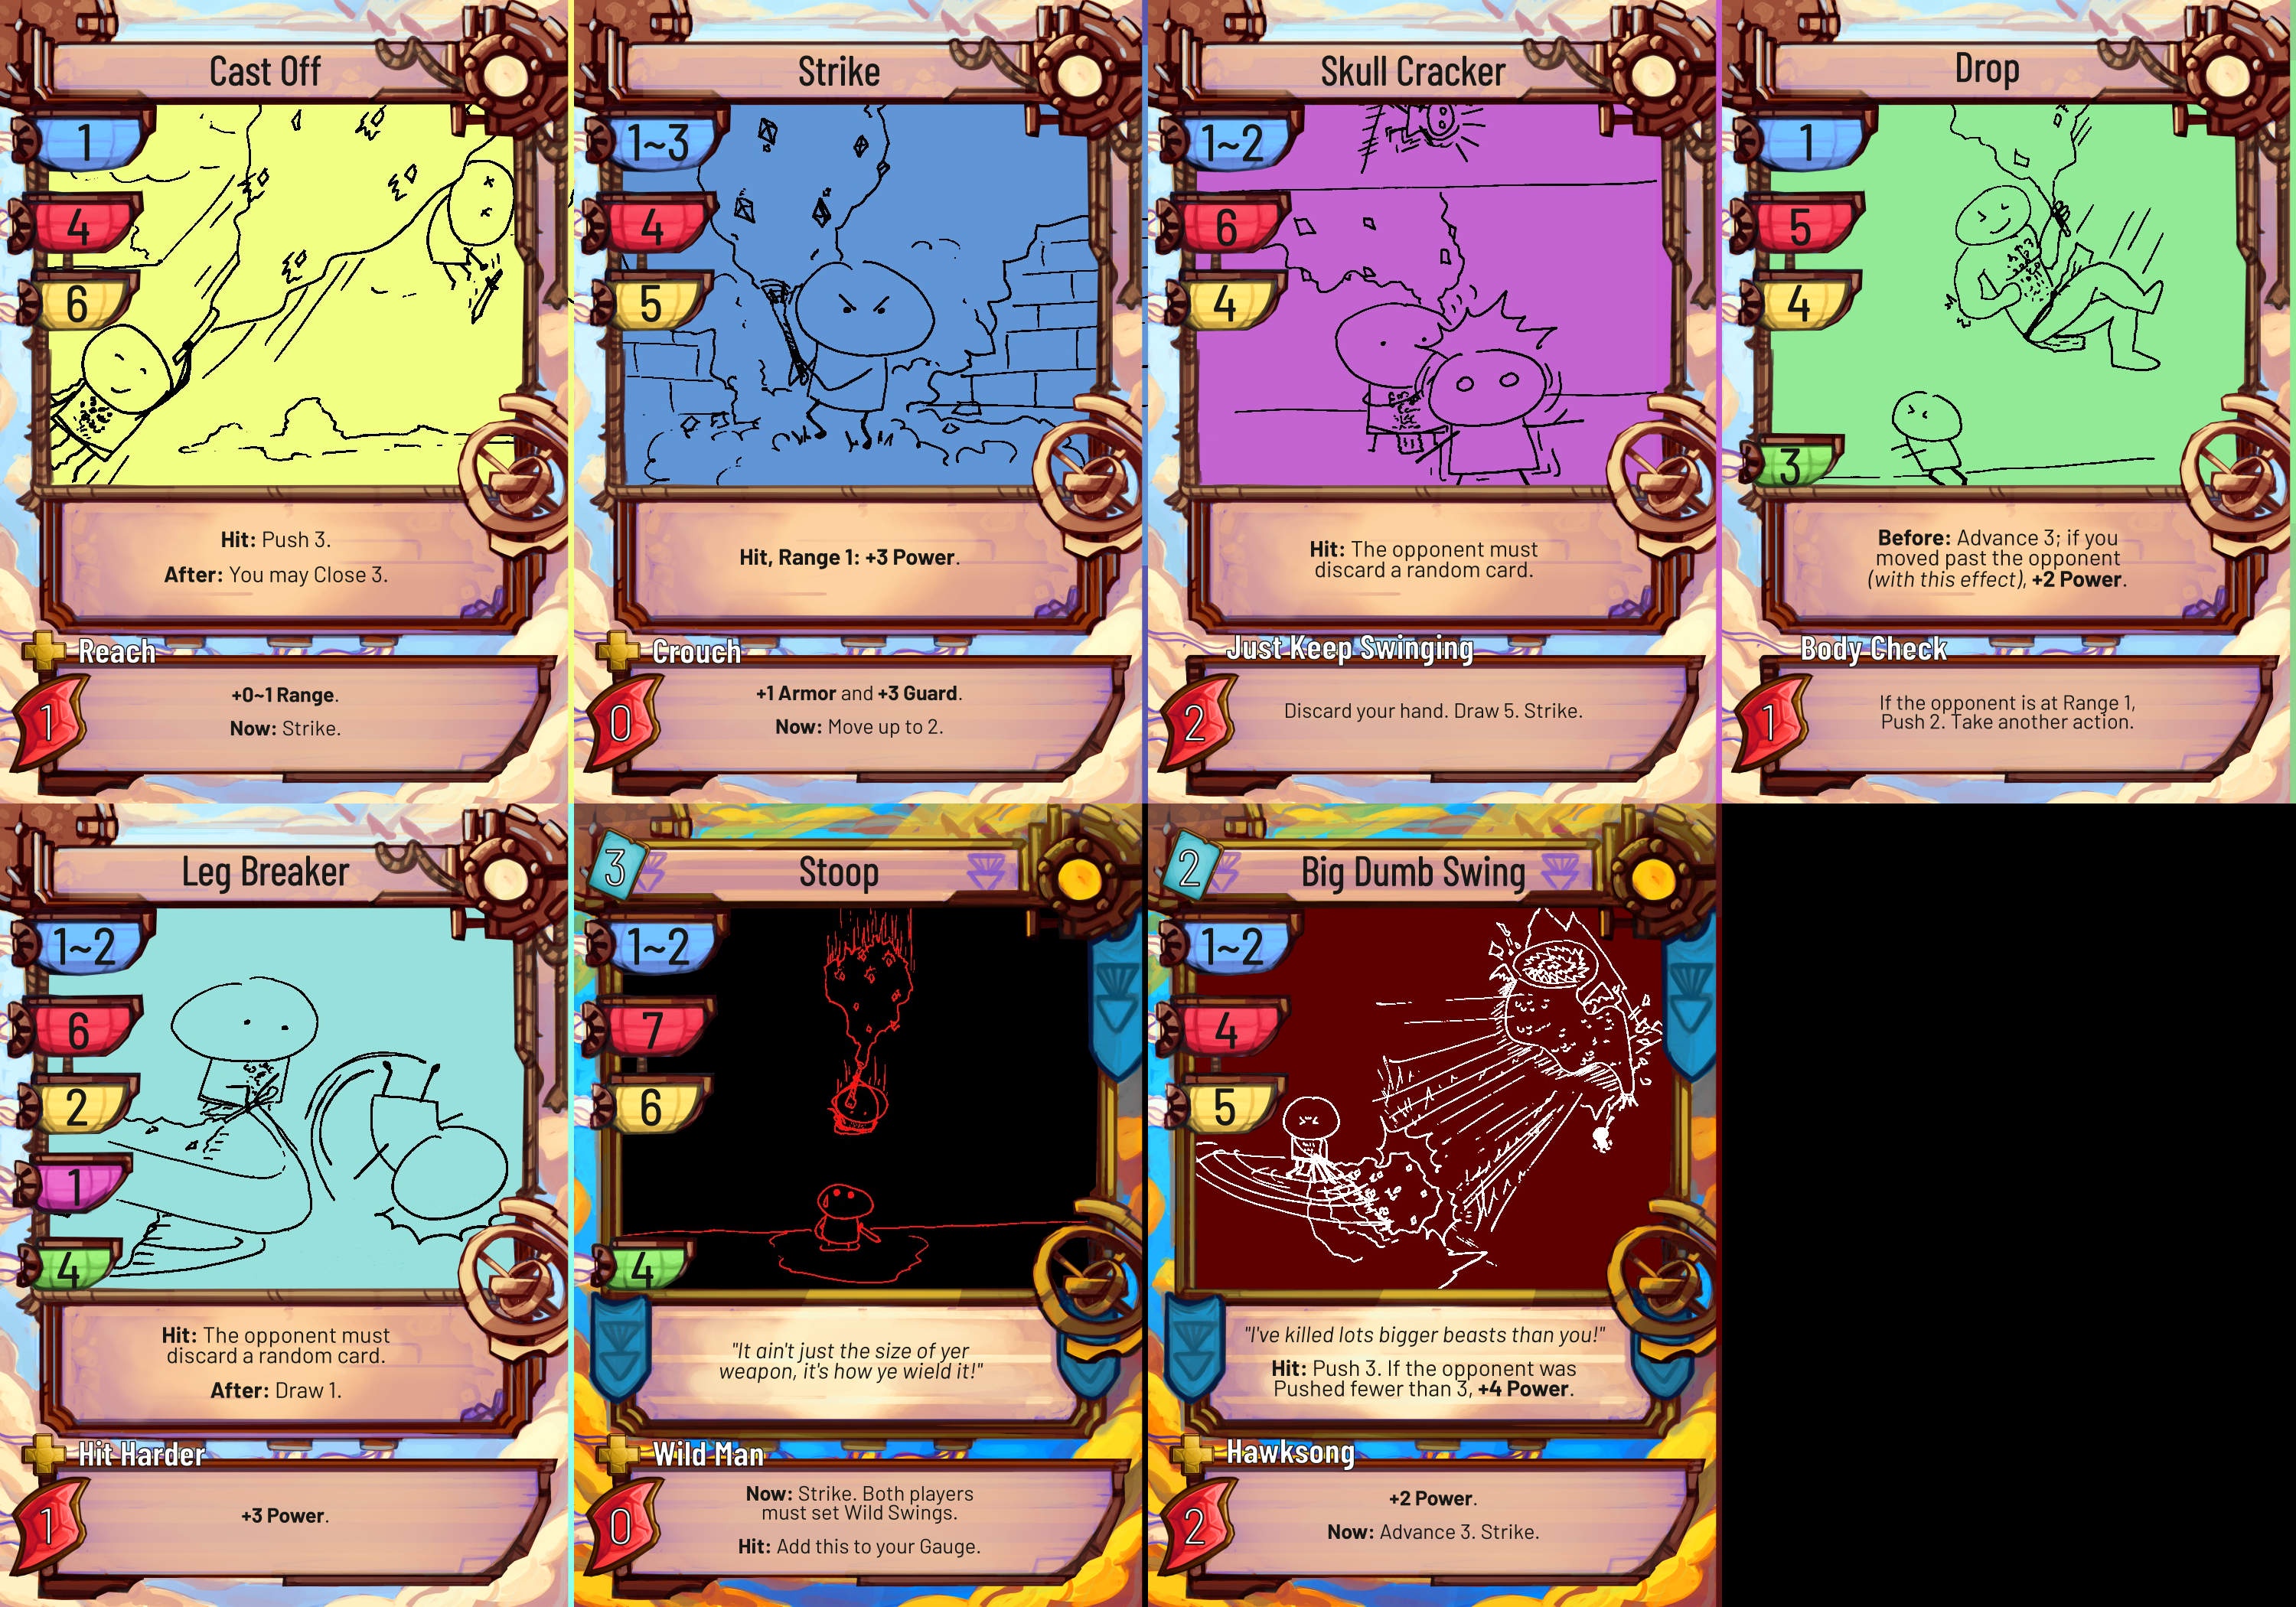 Cast Off
1
4
6
Hit: Push 3.
After: You may Close 3.
Reach
1
+0~1 Range.
Now: Strike.
Strike
1~3
4
5
Hit, Range 1: +3 Power.
Crouch
0
+1 Armor and +3 Guard.
Now: Move up to 2.
Skull Cracker
1~2
6
4
Hit: The opponent must
discard a random card.
Just Keep Swinging
2
Discard your hand. Draw 5. Strike.
Drop
1
5
4
3
Before: Advance 3; if you
moved past the opponent
(with this effect), +2 Power.
Body Check
1
If the opponent is at Range 1,
Push 2. Take another action.
Leg Breaker
1~2
6
2
1
4
Hit: The opponent must
discard a random card.
After: Draw 1.
Hit Harder
1
+3 Power.
3
Stoop
1~2
7
6
4
"It ain't just the size of yer
weapon, it's how ye wield it!"
Wild Man
0
Now: Strike. Both players
must set Wild Swings.
Hit: Add this to your Gauge.
2
Big Dumb Swing
1~2
4
5
"I've killed lots bigger beasts than you!"
Hit: Push 3. If the opponent was
Pushed fewer than 3, +4 Power.
Hawksong
2
+2 Power.
Now: Advance 3. Strike.